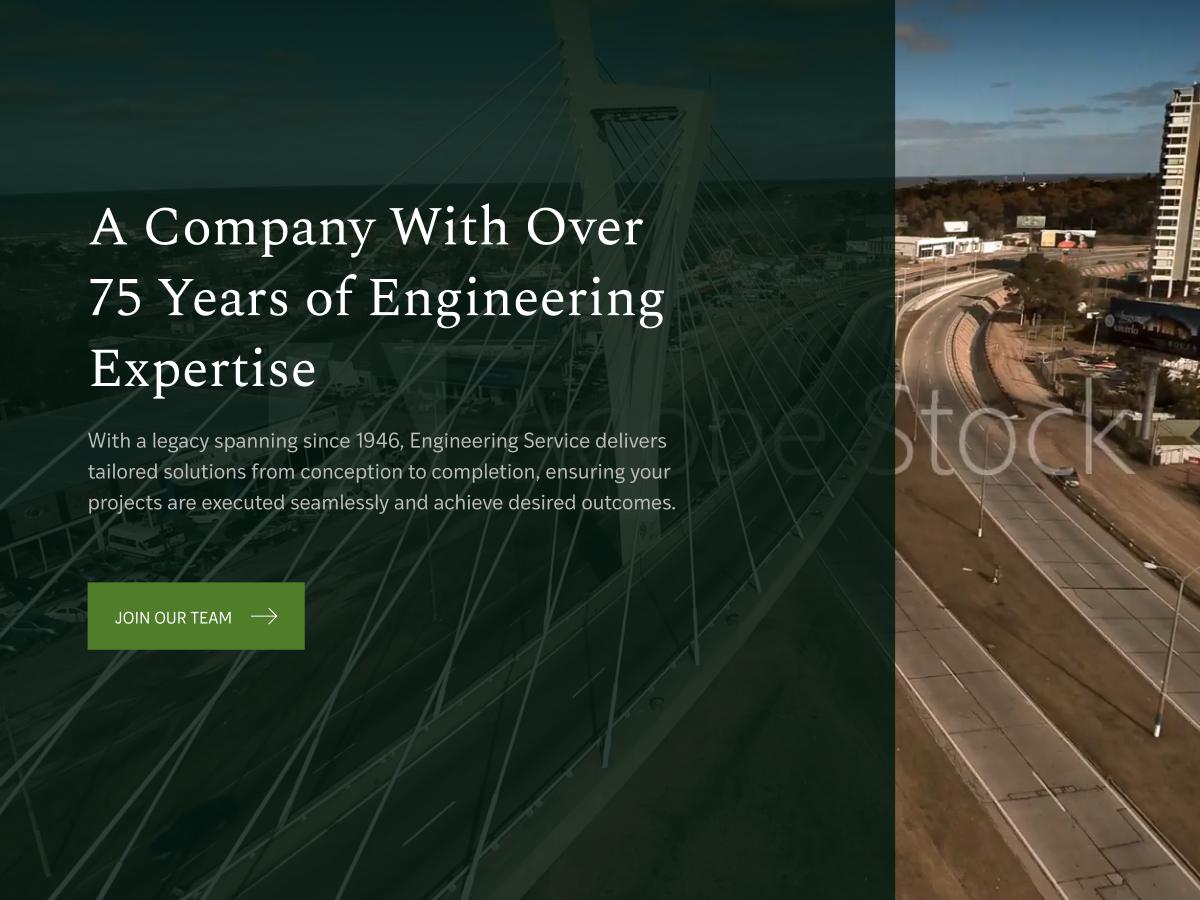 A Company With Over
75 Years of Engineering
Expertise
With a legacy spanning since 1946, Engineering Service delivers
tailored solutions from conception to completion, ensuring your
projects are executed seamlessly and achieve desired outcomes.
Adobe Stock
JOIN OUR TEAM